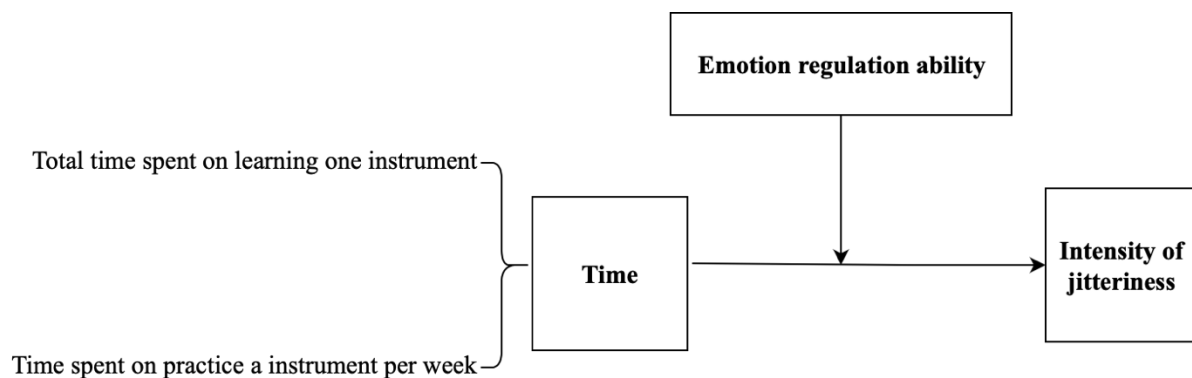 Emotion regulation ability
Total time spent on learning one instrument
Time
Intensity of
jitteriness
Time spent on practice a instrument per week